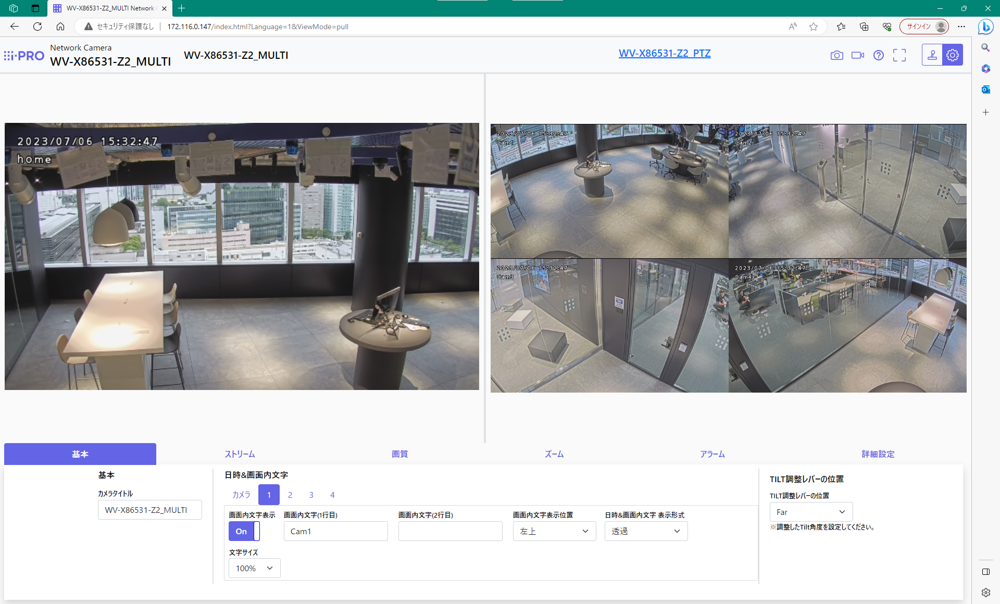 WV-X86531-Z2_MULTI Network
セキュリティ保護なし
172.116.0.147/index.html?Language=1&ViewMode=pull
サインイン
i-PRO
Network Camera
WV-X86531-Z2_MULTI
WV-X86531-Z2_MULTI
WV-X86531-Z2_PTZ
2023/07/06 15:32:47
home
2023/07/06 15:32:47
Cam1
2023/07/06 15:32:47
Cam2
2023/07/06 15:32:47
Cam3
2023/07/06 15:32:47
Cam4
基本
ストリーム
画質
ズーム
アラーム
詳細設定
基本
カメラタイトル
WV-X86531-Z2_MULTI
日時&画面内文字
カメラ 1 2 3 4
画面内文字表示
On
画面内文字(1行目)
Cam1
画面内文字(2行目)
画面内文字表示位置
左上
日時&画面内文字 表示形式
透過
文字サイズ
100%
TILT調整レバーの位置
TILT調整レバーの位置
Far
※調整したTilt角度を設定してください。